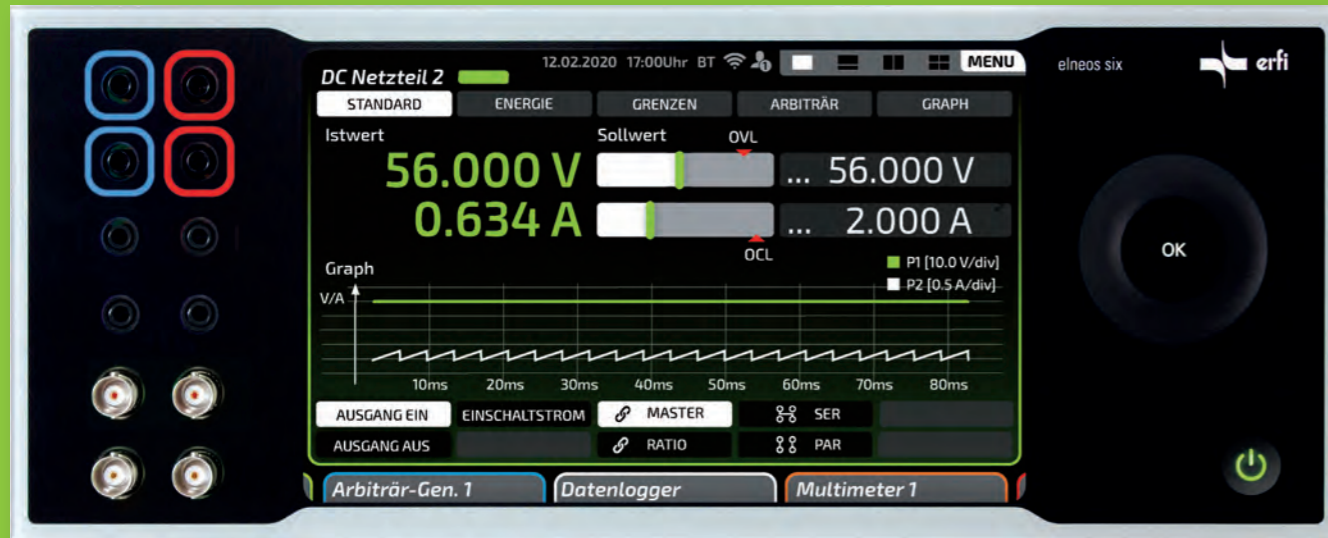 12.02.2020 17:00Uhr BT
MENU
DC Netzteil 2
STANDARD ENERGIE GRENZEN ARBITRÄR GRAPH
Istwert Sollwert OVL
56.000 V ... 56.000 V
0.634 A ... 2.000 A
OCL
Graph
P1 [10.0 V/div]
P2 [0.5 A/div]
V/A
10ms 20ms 30ms 40ms 50ms 60ms 70ms 80ms
AUSGANG EIN EINSCHALTSTROM MASTER SER
AUSGANG AUS RATIO PAR
Arbiträr-Gen. 1 Datenlogger Multimeter 1
elneos six erfi
OK